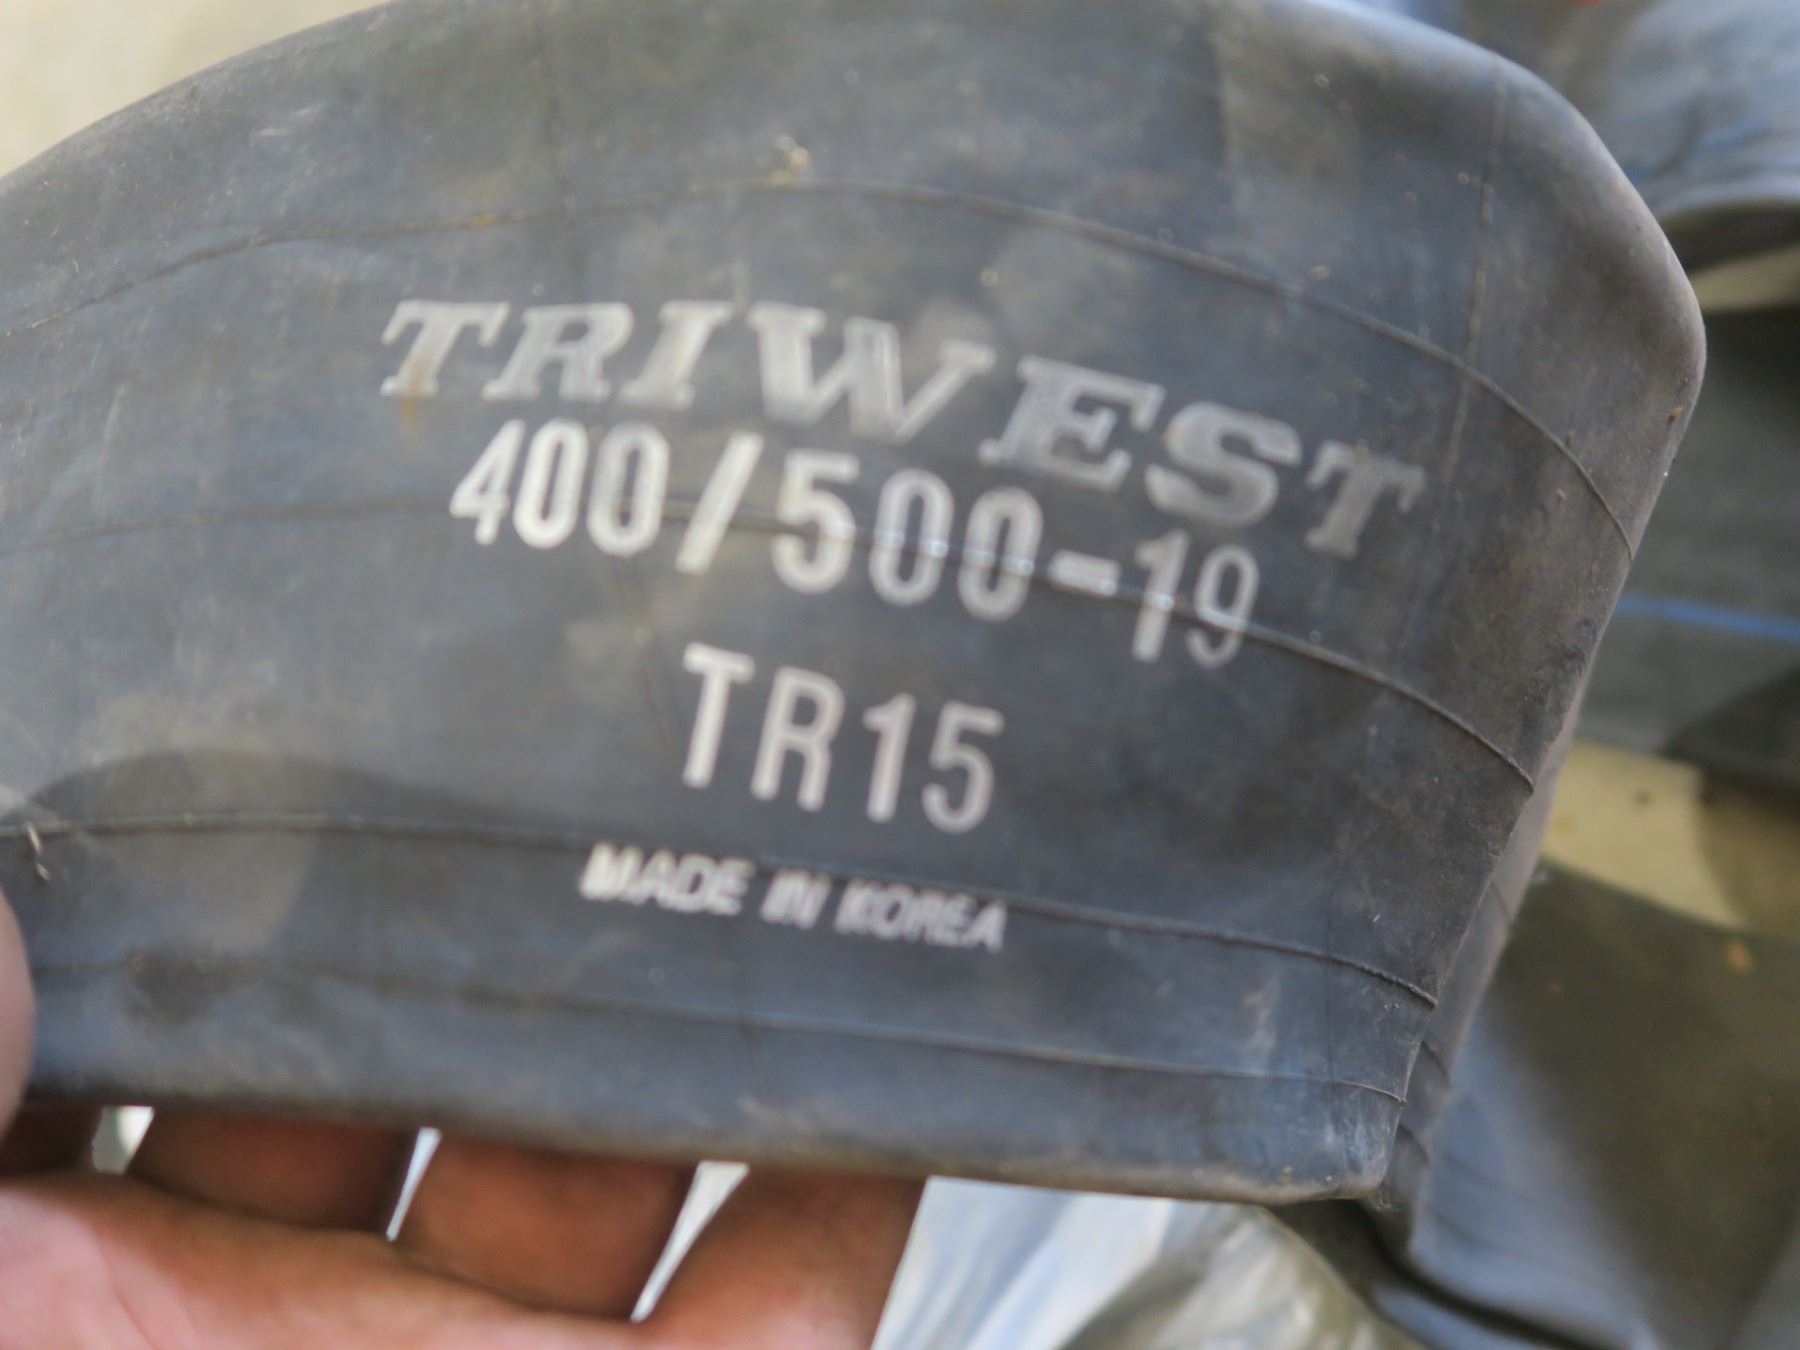 TRIWEST
400/500-19
TR15
MADE IN KOREA